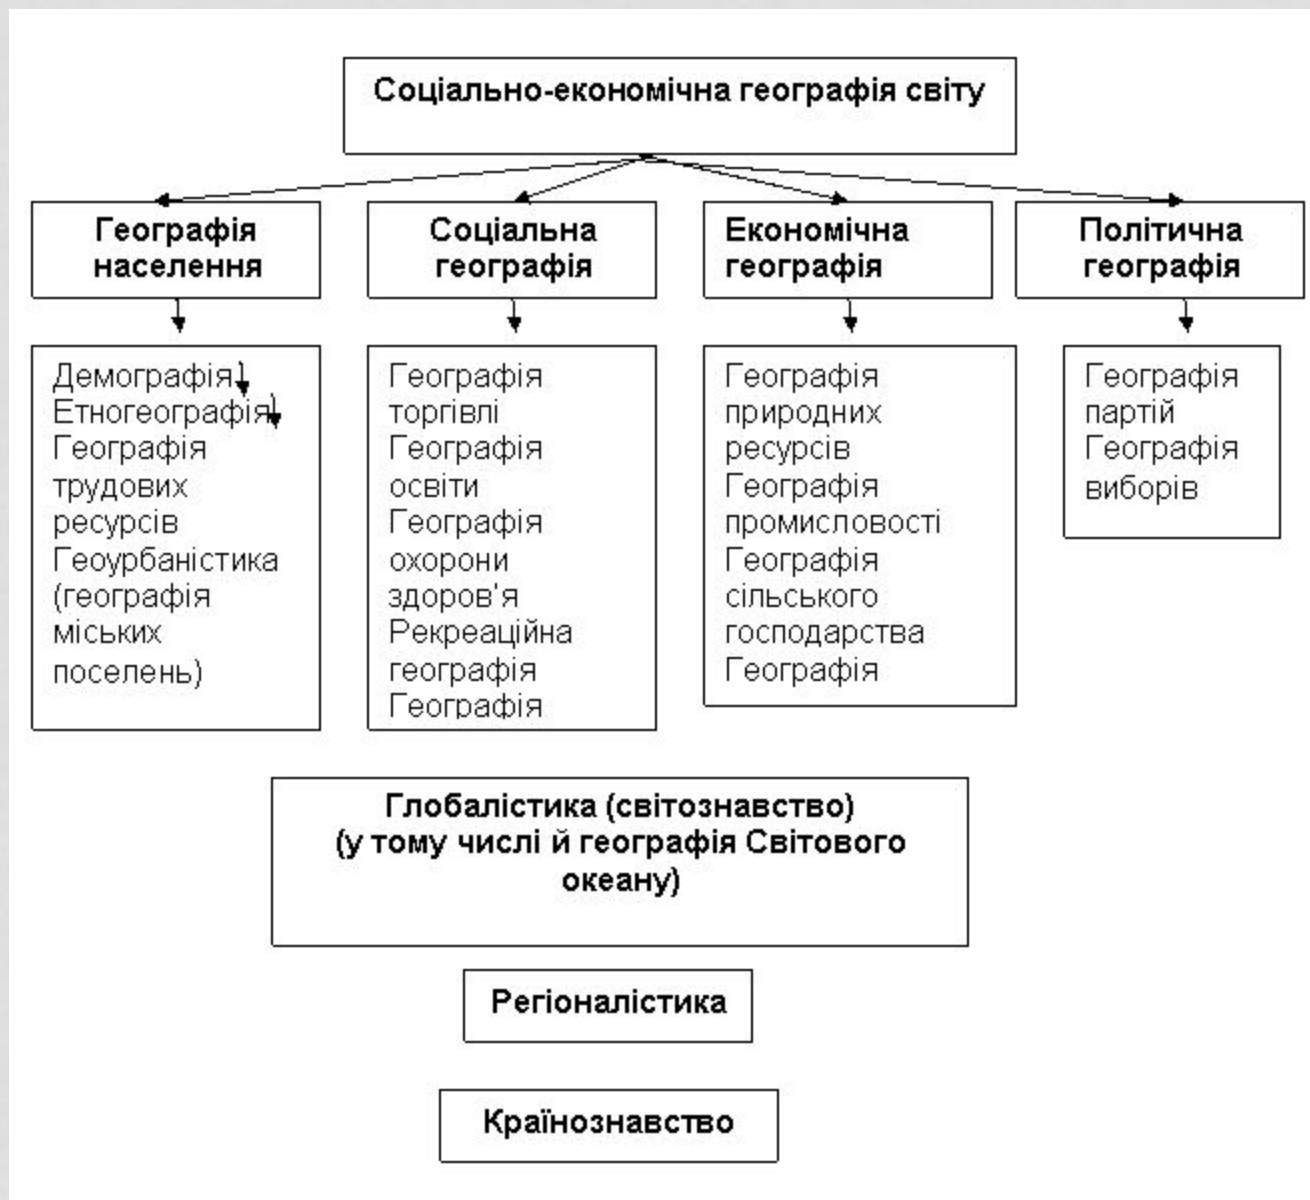 Соціально-економічна географія світу
Географія
населення
Соціальна
географія
Економічна
географія
Політична
географія
Демографія
Етногеографія
Географія
трудових
ресурсів
Геоурбаністика
(географія
міських
поселень)
Географія
торгівлі
Географія
освіти
Географія
охорони
здоров'я
Рекреаційна
географія
Географія
Географія
природних
ресурсів
Географія
промисловості
Географія
сільського
господарства
Географія
Географія
партій
Географія
виборів
Глобалістика (світознавство)
(у тому числі й географія Світового
океану)
Регіоналістика
Країнознавство